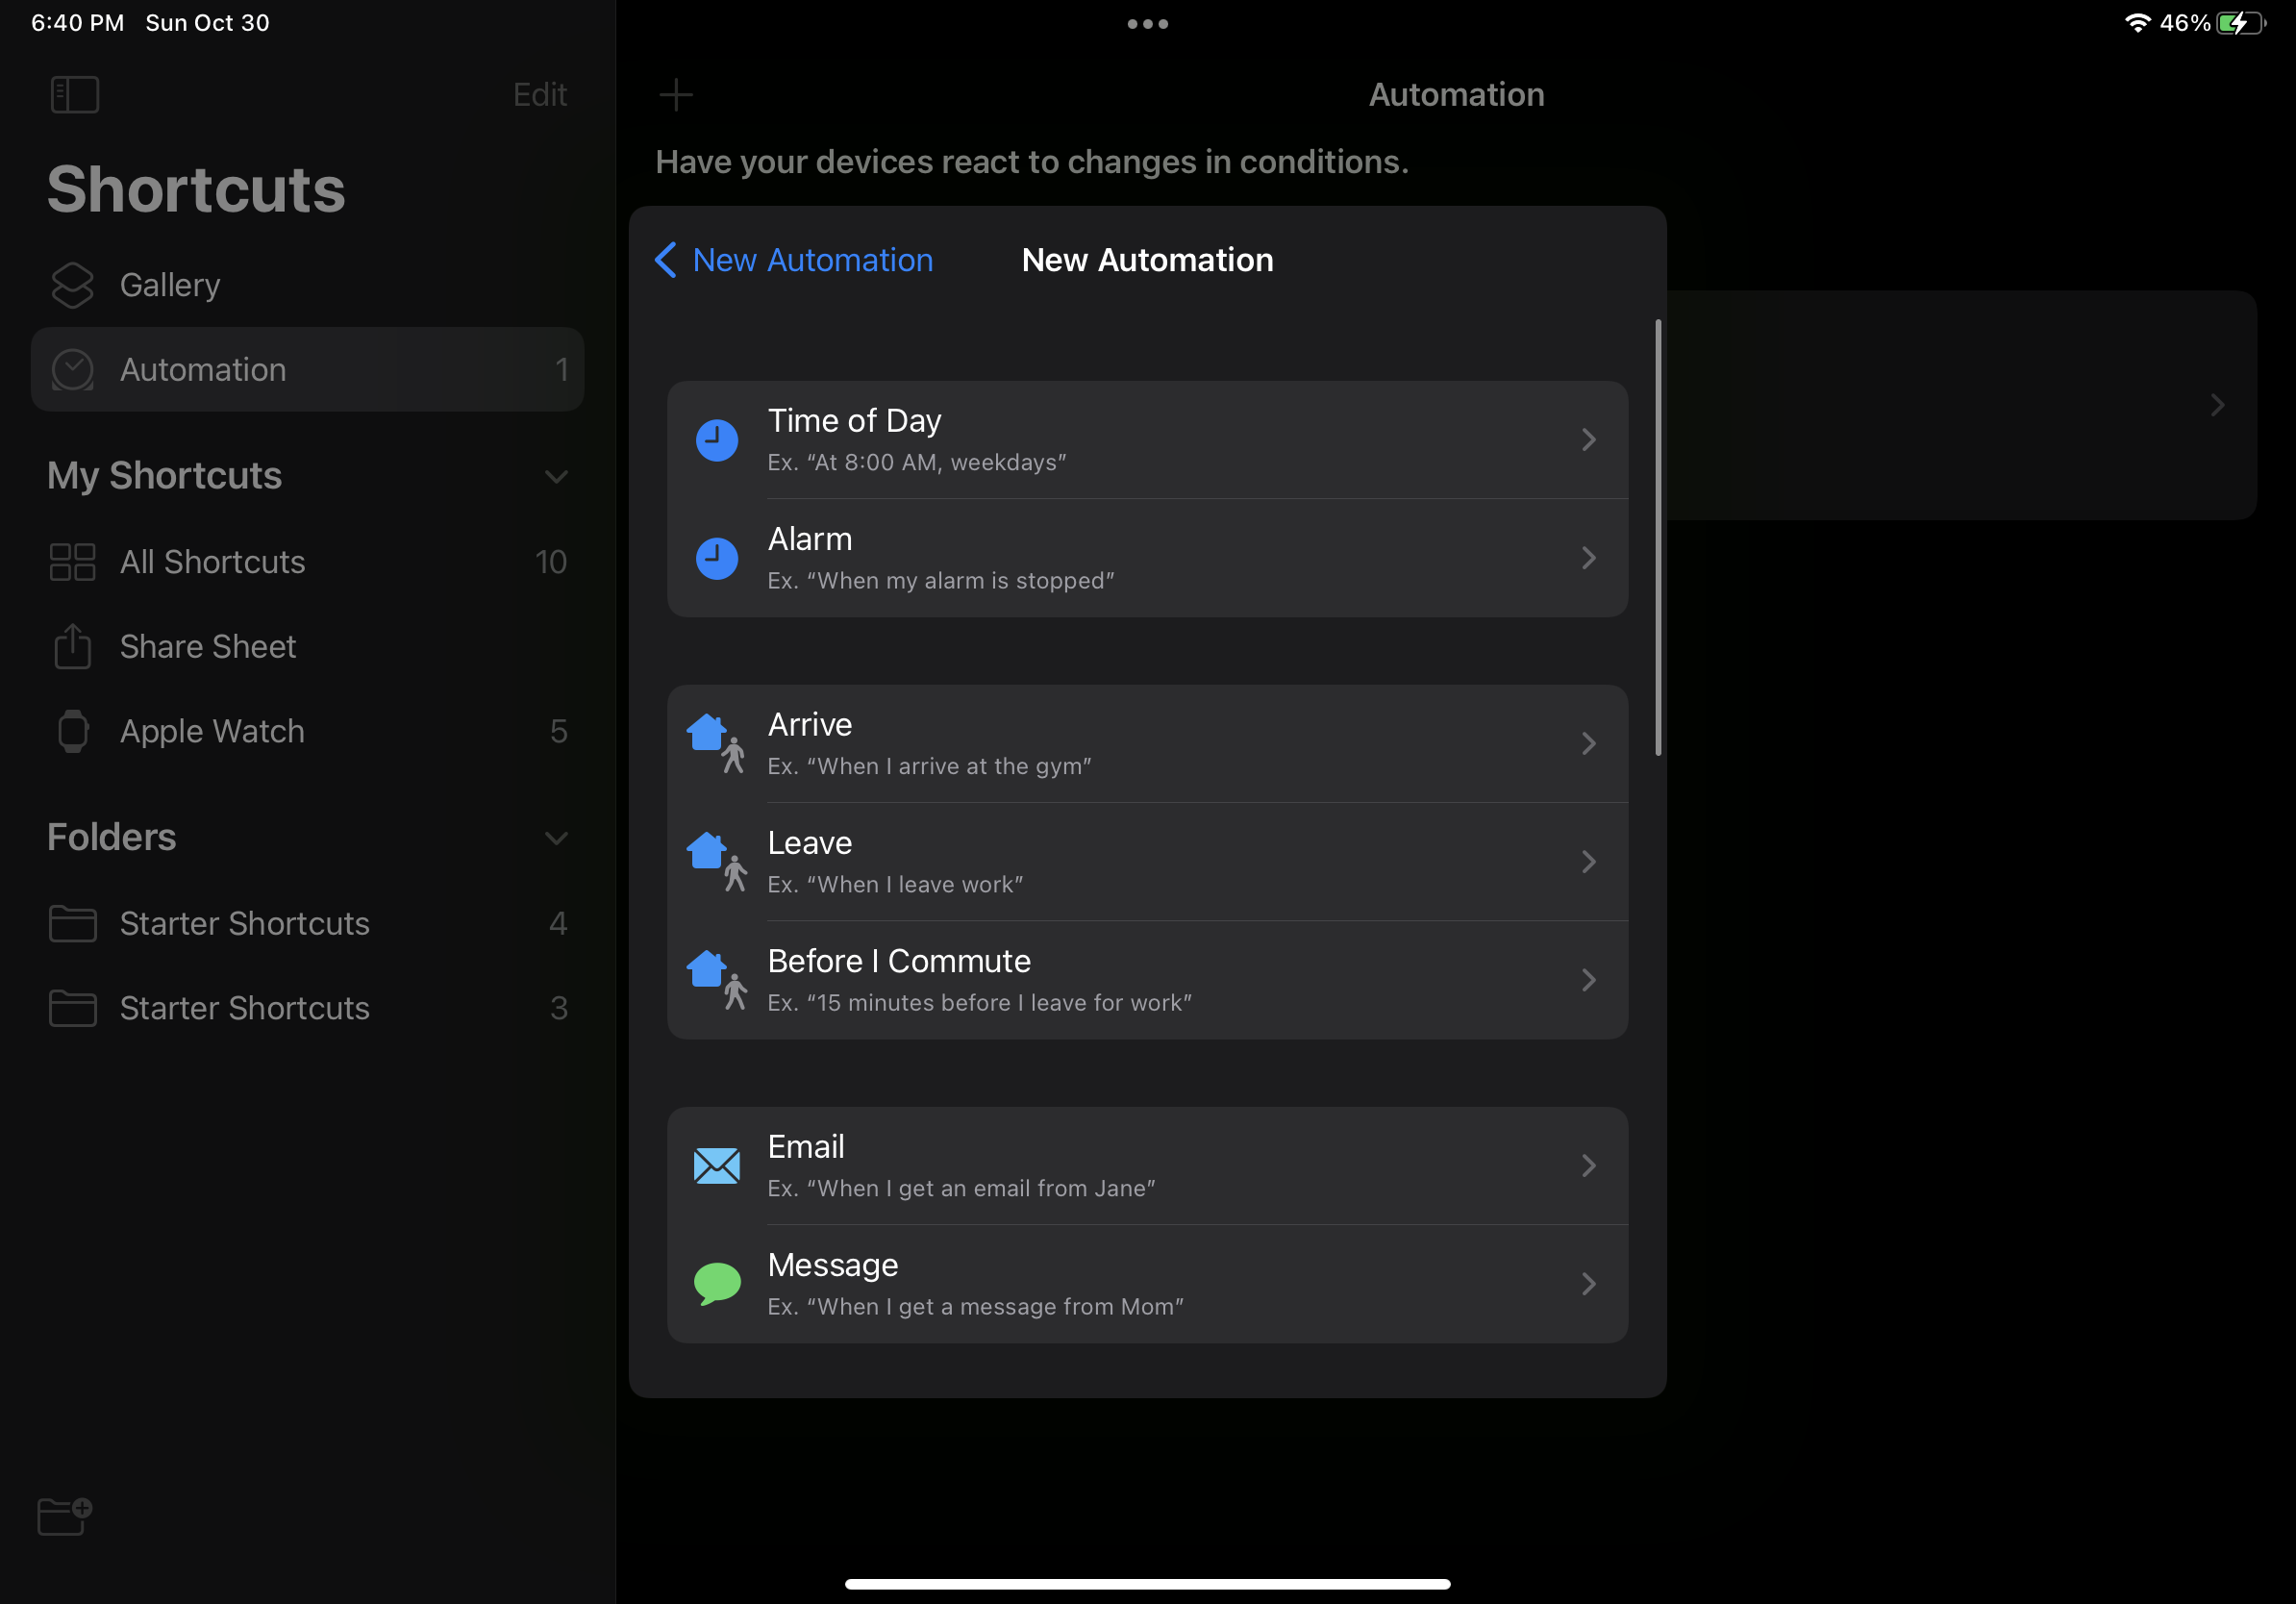 6:40 PM Sun Oct 30
46%
Edit
Shortcuts
Gallery
Automation 1
My Shortcuts
All Shortcuts 10
Share Sheet
Apple Watch 5
Folders
Starter Shortcuts 4
Starter Shortcuts 3
Automation
Have your devices react to changes in conditions.
New Automation New Automation
Time of Day
Ex. “At 8:00 AM, weekdays”
Alarm
Ex. “When my alarm is stopped”
Arrive
Ex. “When I arrive at the gym”
Leave
Ex. “When I leave work”
Before I Commute
Ex. “15 minutes before I leave for work”
Email
Ex. “When I get an email from Jane”
Message
Ex. “When I get a message from Mom”